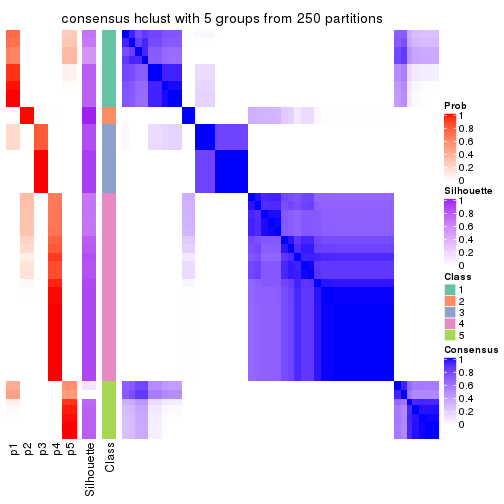 consensus hclust with 5 groups from 250 partitions
Prob
1
0.8
0.6
0.4
0.2
0
Silhouette
1
0.8
0.6
0.4
0.2
0
Class
1
2
3
4
5
Consensus
1
0.8
0.6
0.4
0.2
0
p1
p2
p3
p4
p5
Silhouette
Class